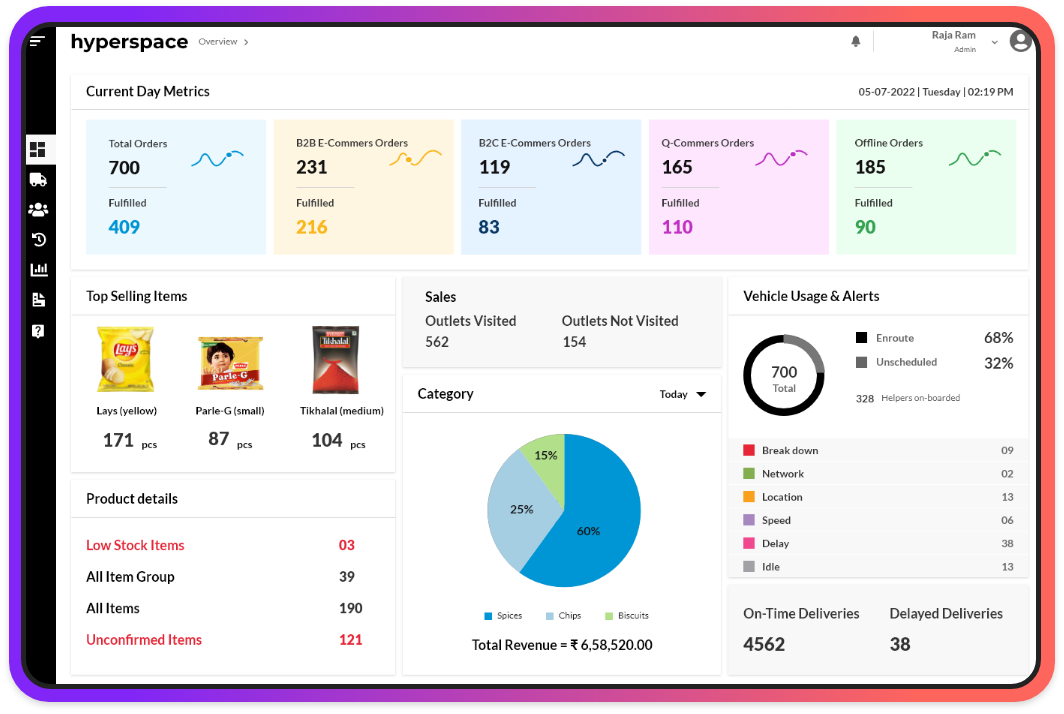 hyperspace
Overview
Raja Ram
Admin
Current Day Metrics
05-07-2022 | Tuesday | 02:19 PM
Total Orders
700
Fulfilled
409
B2B E-Commers Orders
231
Fulfilled
216
B2C E-Commers Orders
119
Fulfilled
83
Q-Commers Orders
165
Fulfilled
110
Offline Orders
185
Fulfilled
90
Top Selling Items
Lay's
Classic
Parle-G
Tikhalal
Lays (yellow)
171 pcs
Parle-G (small)
87 pcs
Tikhalal (medium)
104 pcs
Product details
Low Stock Items 03
All Item Group 39
All Items 190
Unconfirmed Items 121
Sales
Outlets Visited
562
Outlets Not Visited
154
Category
Today
15%
25%
60%
Spices Chips Biscuits
Total Revenue = ₹ 6,58,520.00
Vehicle Usage & Alerts
700
Total
Enroute 68%
Unscheduled 32%
328 Helpers on-boarded
Break down 09
Network 02
Location 13
Speed 06
Delay 38
Idle 13
On-Time Deliveries
4562
Delayed Deliveries
38